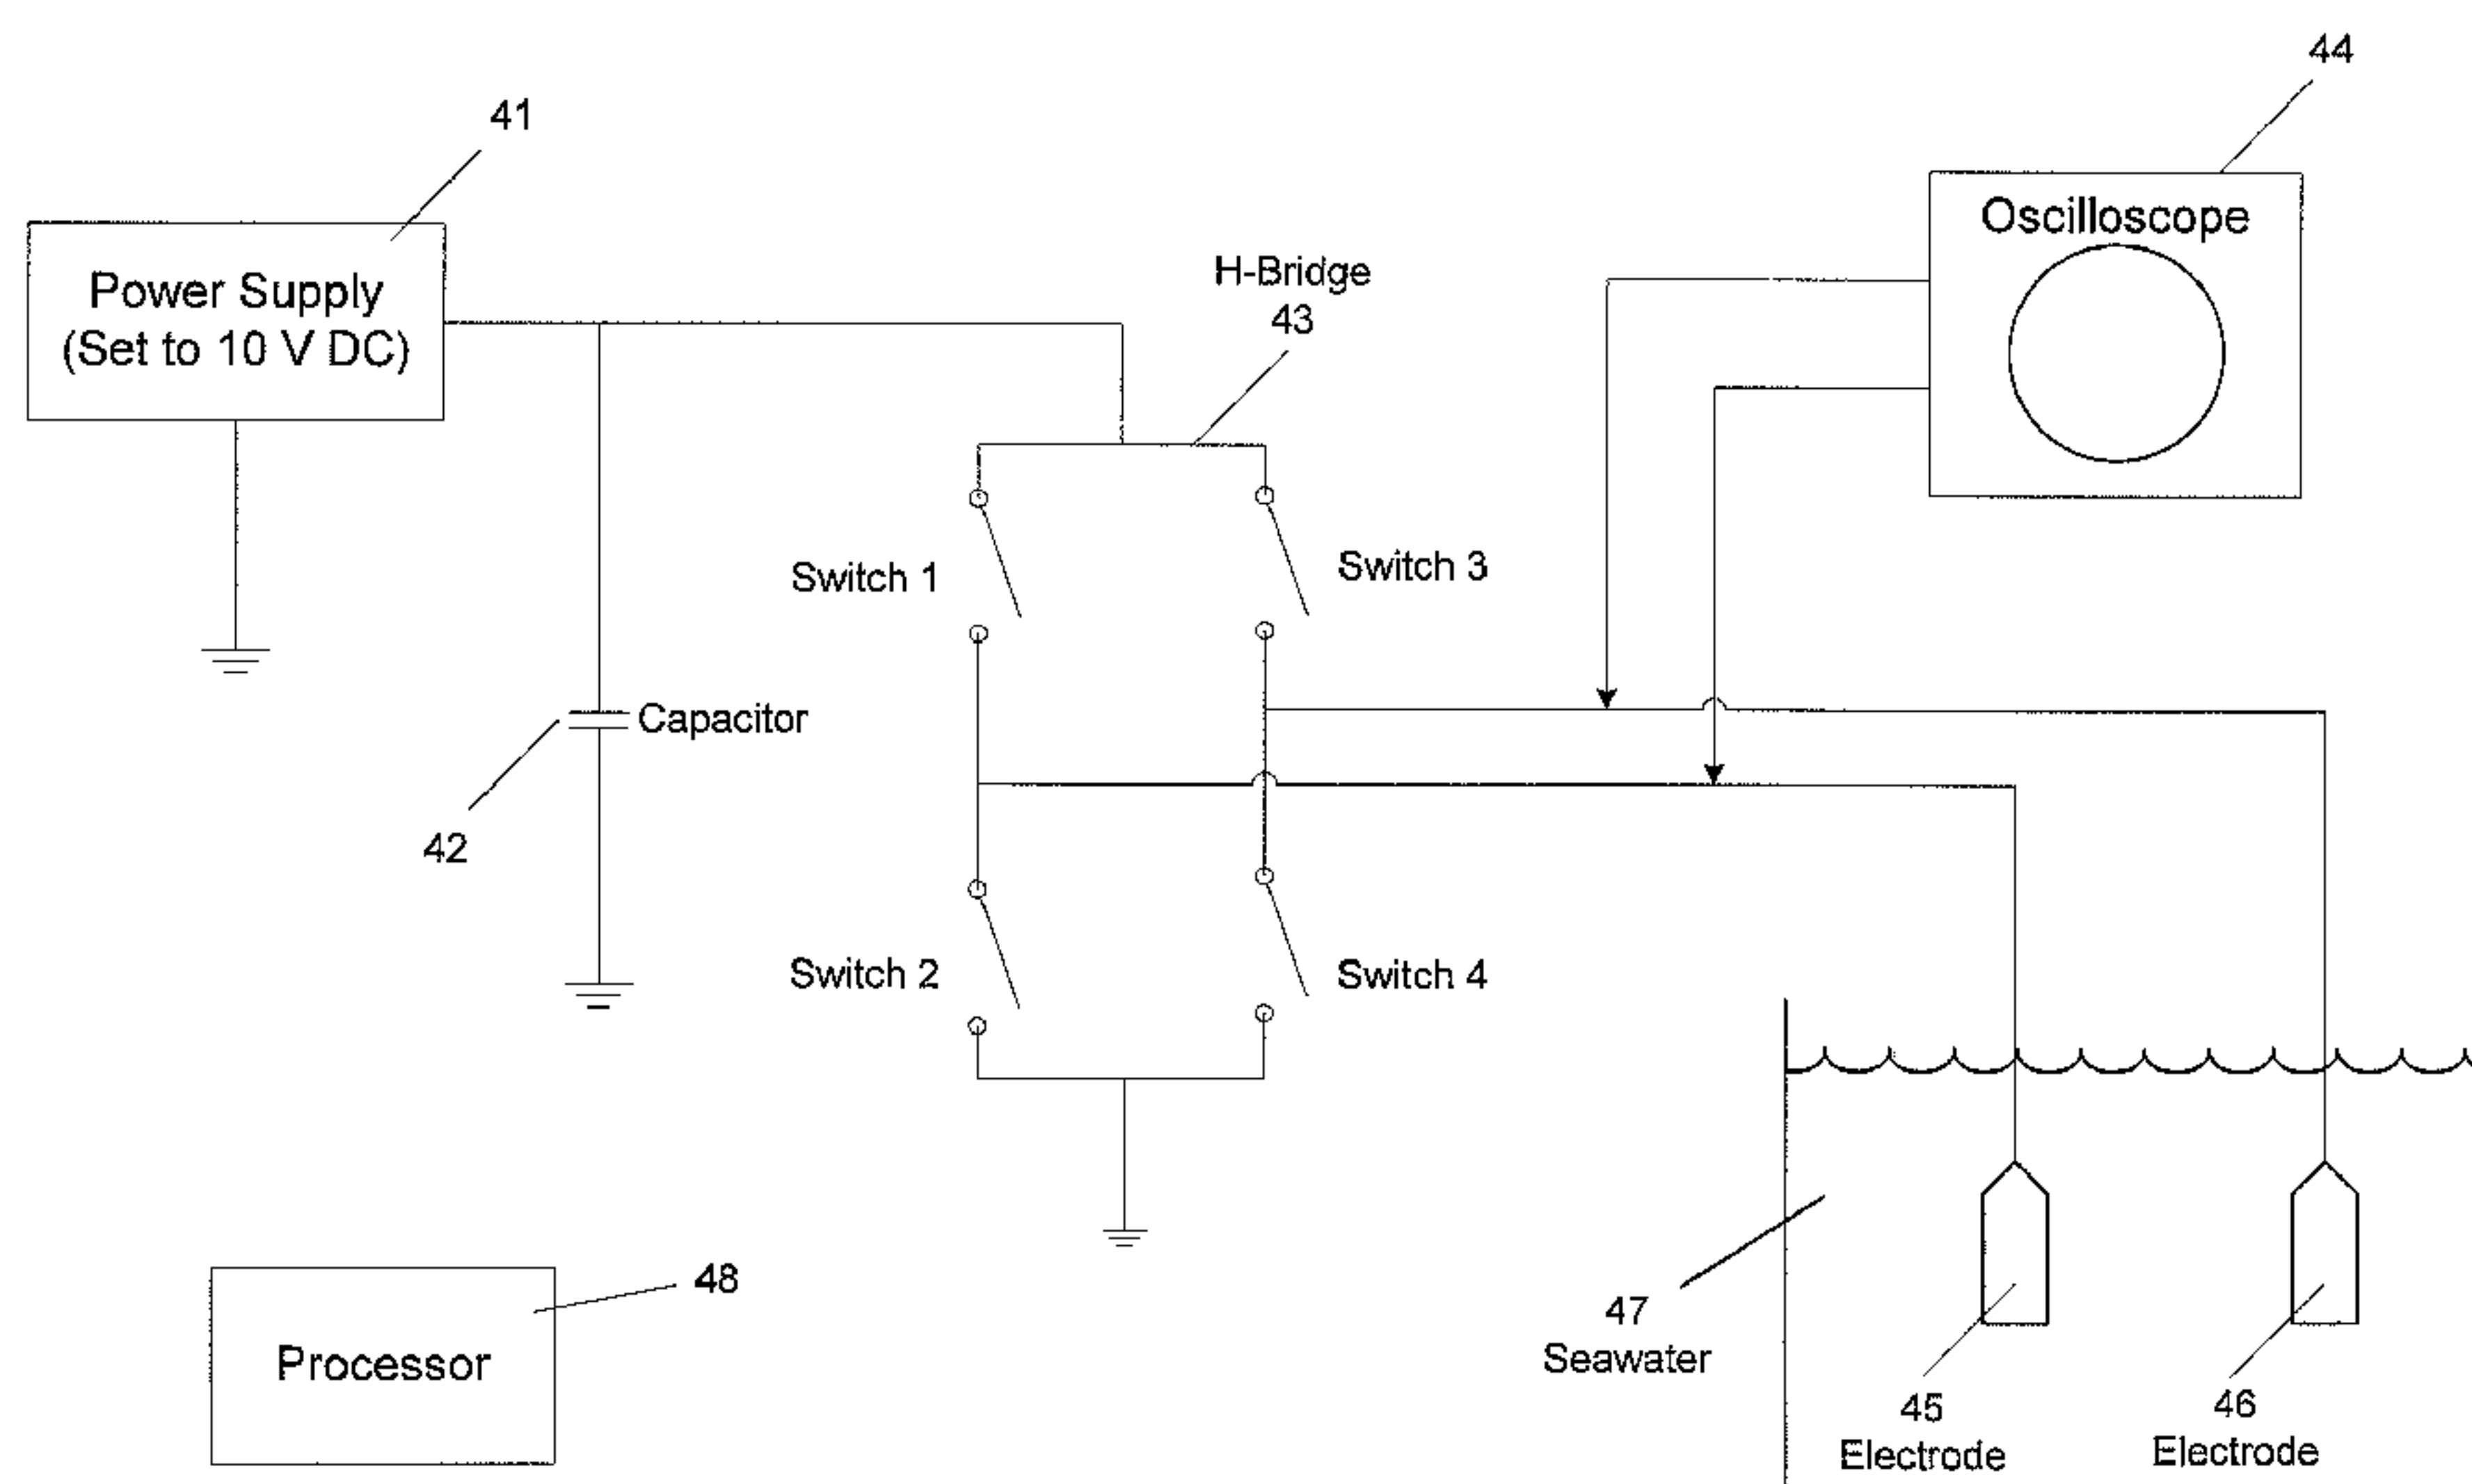 44
41
Oscilloscope
H-Bridge
43
Power Supply
(Set to 10 V DC)
Switch 1
Switch 3
Capacitor
42
Switch 2
Switch 4
48
47
Seawater
Processor
45
Electrode
46
Electrode